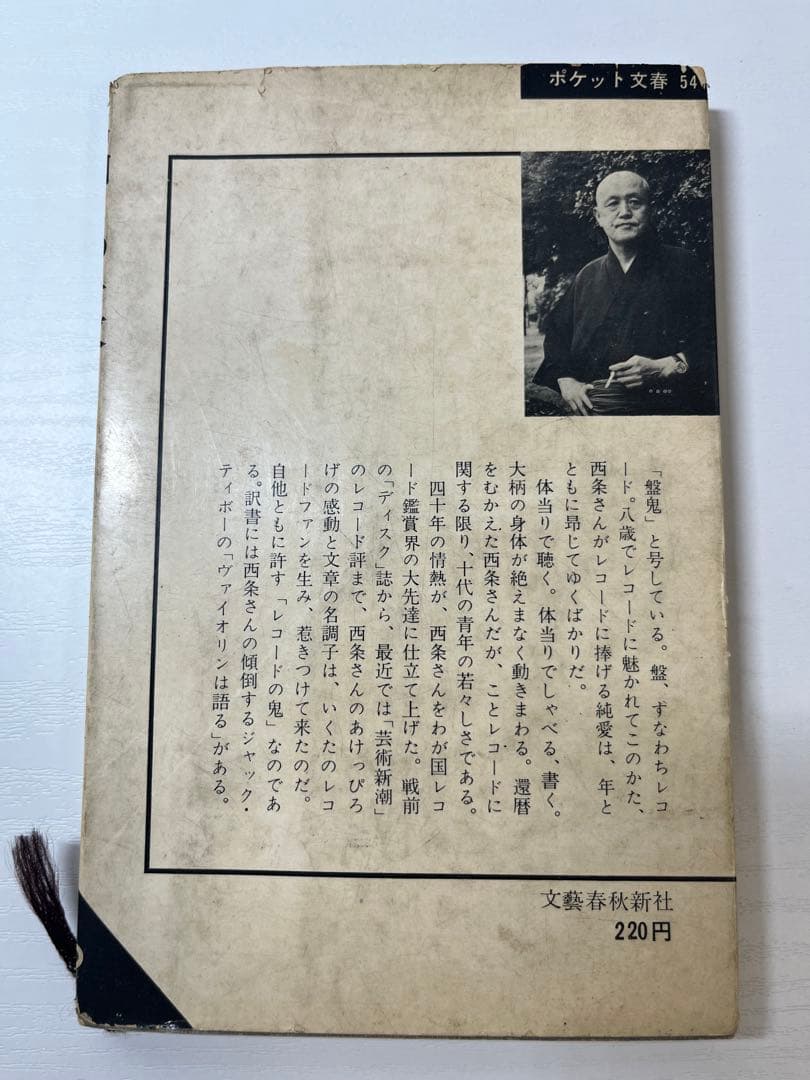 ポケット文春 54
「盤鬼」と号している。盤、すなわちレコ
ード。八歳でレコードに魅かれてこのかた、
西条さんがレコードに捧げる純愛は、年と
ともに昂じてゆくばかりだ。
体当りで聴く。体当りでしゃべる、書く。
大柄の身体が絶えまなく動きまわる。還暦
をむかえた西条さんだが、ことレコードに
関する限り、十代の青年の若々しさである。
四十年の情熱が、西条さんをわが国レコ
ード鑑賞界の大先達に仕立て上げた。戦前
の「ディスク」誌から、最近では「芸術新潮」
のレコード評まで、西条さんのあけっぴろ
げの感動と文章の名調子は、いくたのレコ
ードファンを生み、惹きつけて来たのだ。
自他ともに許す「レコードの鬼」なのであ
る。訳書には西条さんの傾倒するジャック・
ティボーの「ヴァイオリンは語る」がある。
文藝春秋新社
220円